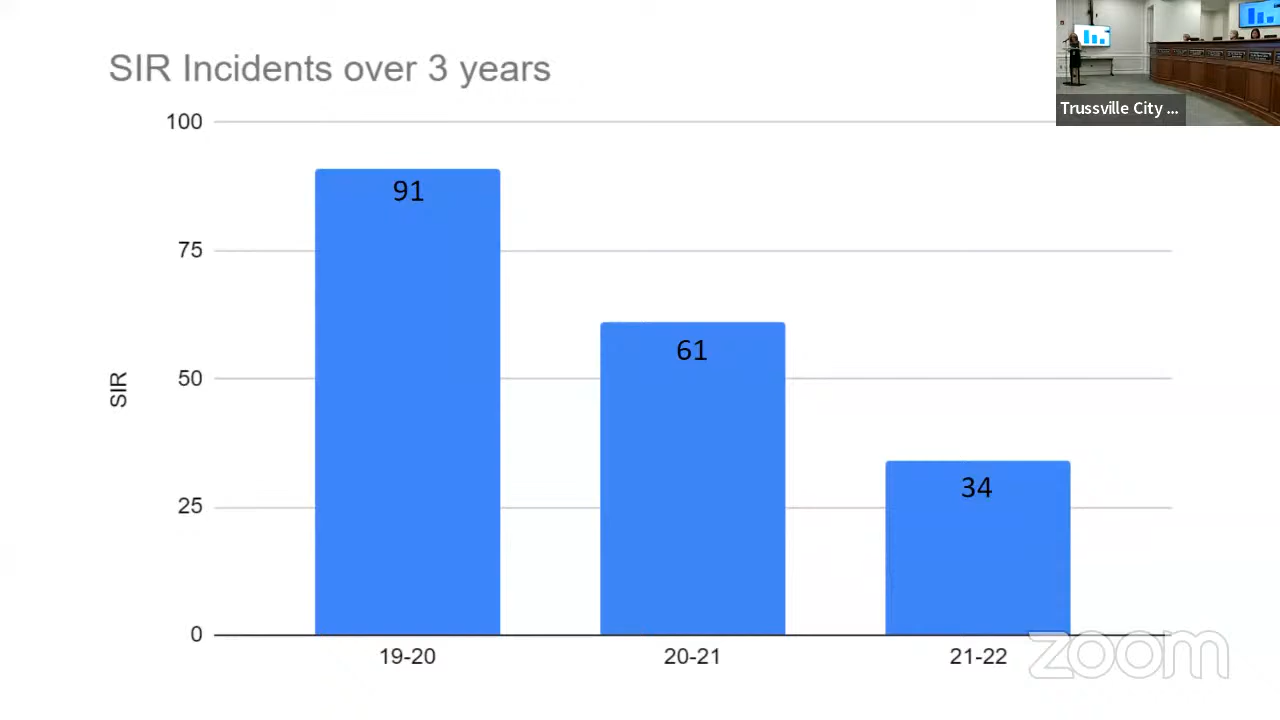 SIR Incidents over 3 years
Trussville City ...
100
75
50
25
0
SIR
91
61
34
19-20
20-21
21-22
zoom